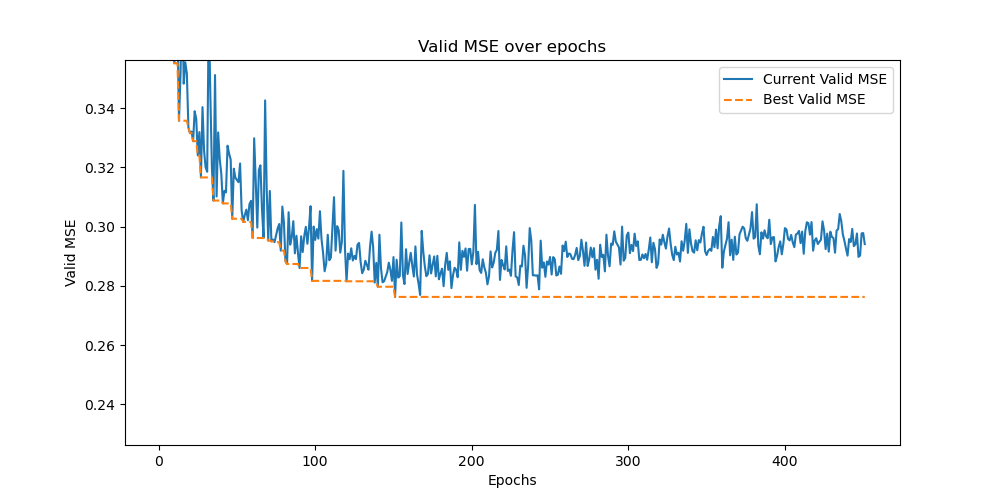 Valid MSE over epochs
Current Valid MSE
Best Valid MSE
Valid MSE
0.34
0.32
0.30
0.28
0.26
0.24
0
100
200
300
400
Epochs